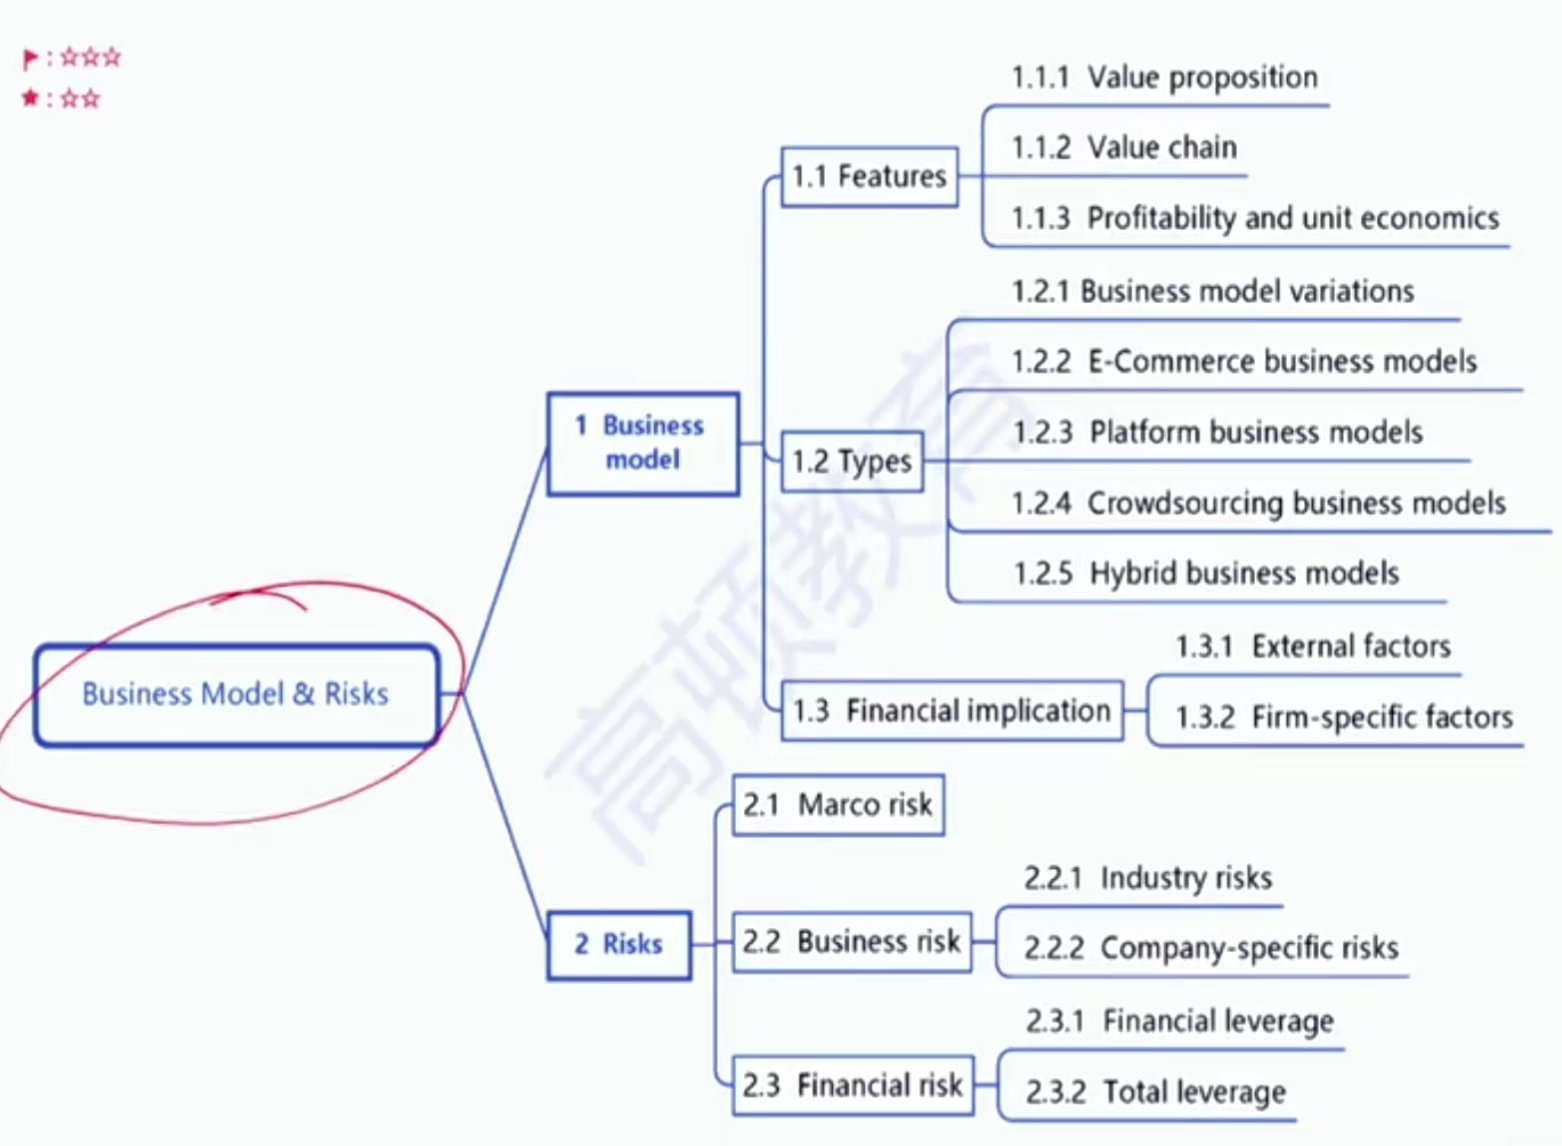 : ☆☆☆
★ : ☆☆
Business Model & Risks
1 Business
model
1.1 Features
1.1.1 Value proposition
1.1.2 Value chain
1.1.3 Profitability and unit economics
1.2 Types
1.2.1 Business model variations
1.2.2 E-Commerce business models
1.2.3 Platform business models
1.2.4 Crowdsourcing business models
1.2.5 Hybrid business models
1.3 Financial implication
1.3.1 External factors
1.3.2 Firm-specific factors
2 Risks
2.1 Marco risk
2.2 Business risk
2.2.1 Industry risks
2.2.2 Company-specific risks
2.3 Financial risk
2.3.1 Financial leverage
2.3.2 Total leverage
高顿教育